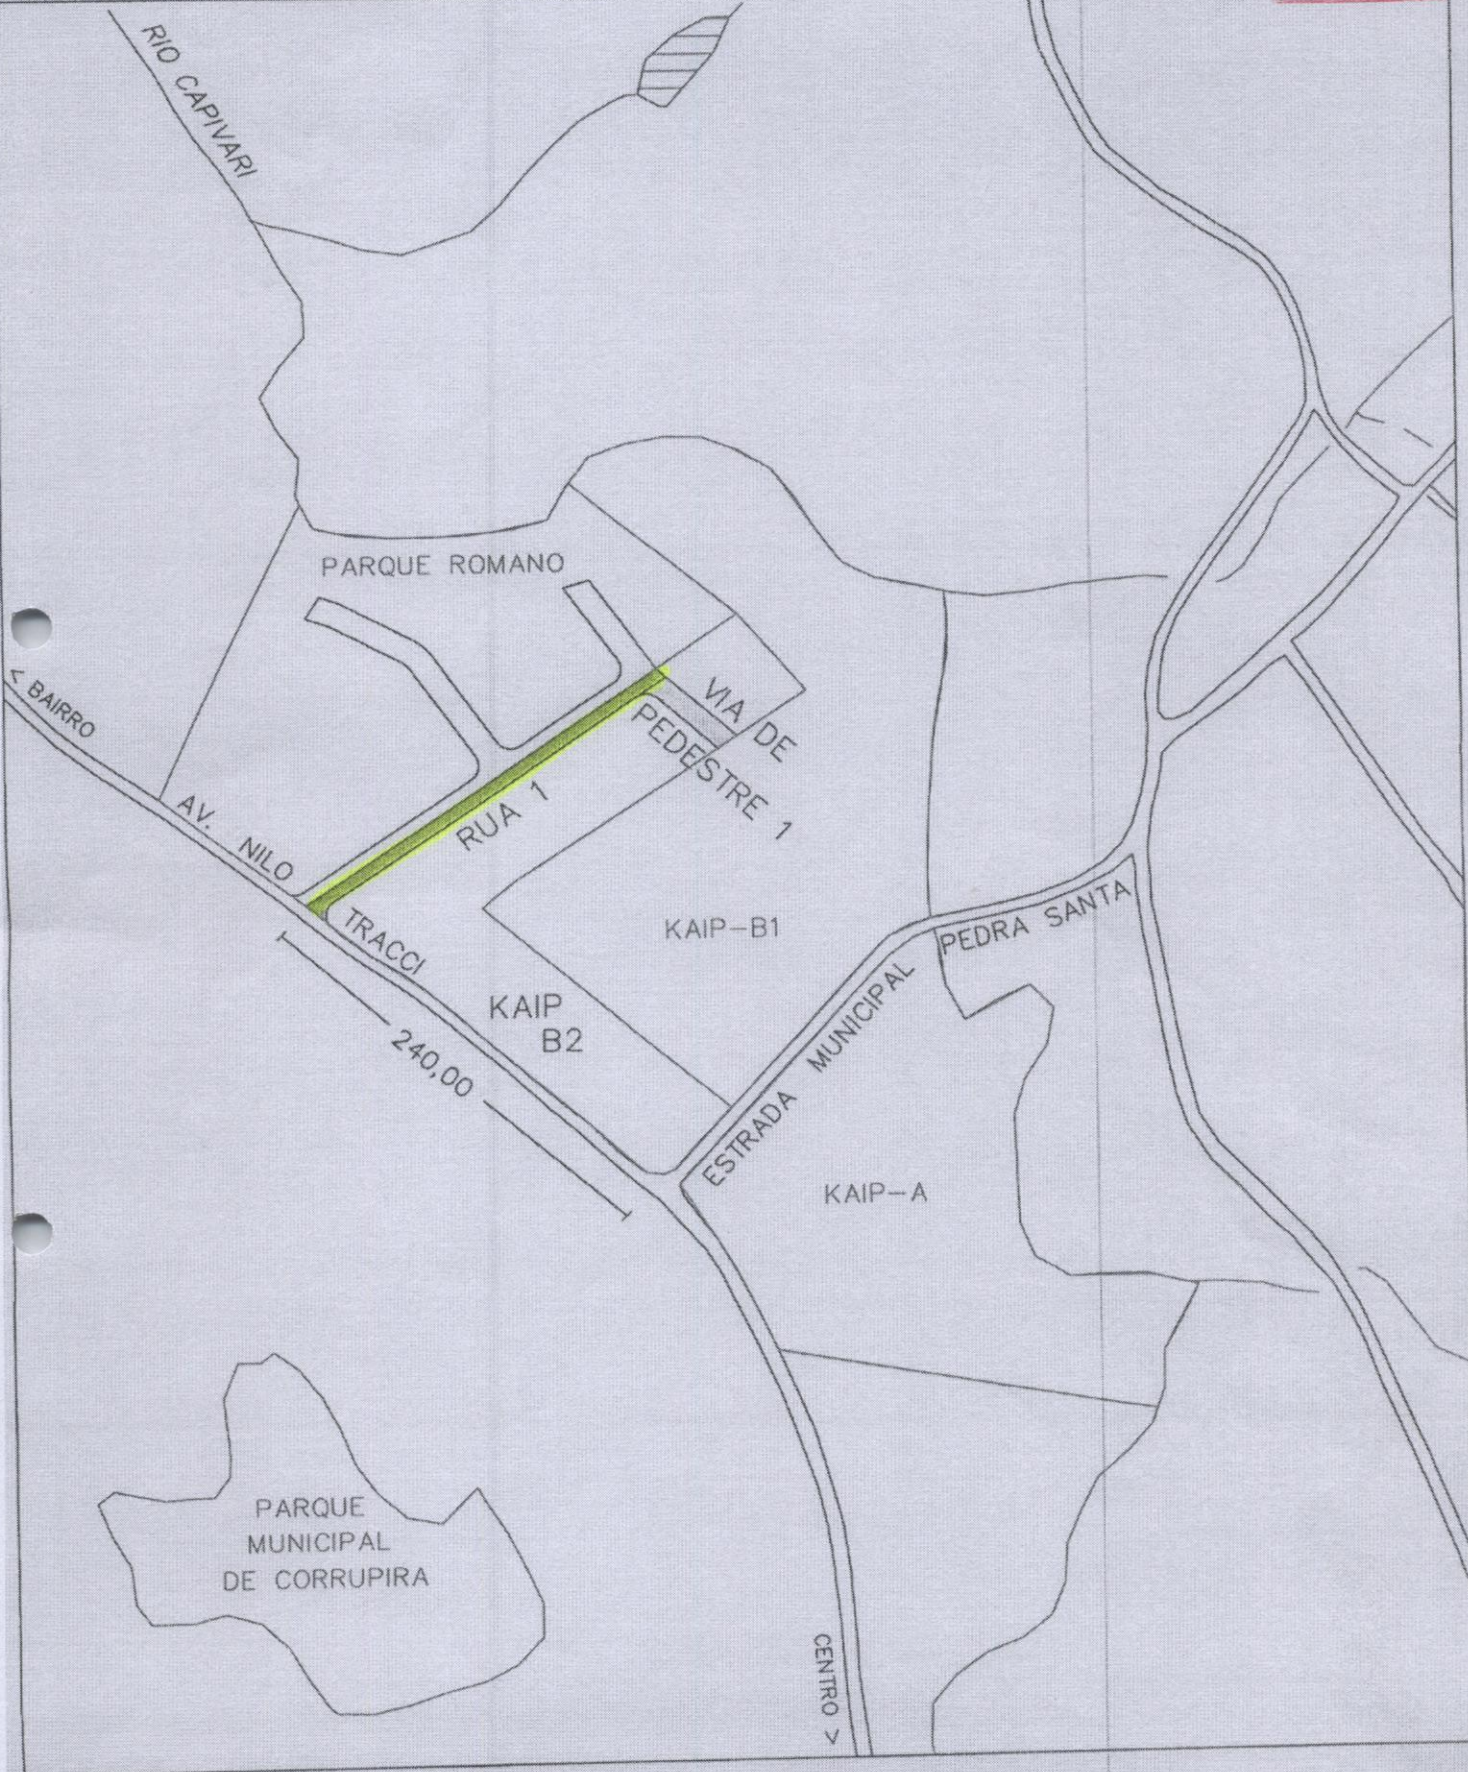 RIO CAPIVARI
PARQUE ROMANO
< BAIRRO
VIA DE
PEDESTRE 1
RUA 1
AV. NILO TRACCI
KAIP-B1
PEDRA SANTA
KAIP
B2
240,00
ESTRADA MUNICIPAL
KAIP-A
PARQUE
MUNICIPAL
DE CORRUPIRA
CENTRO >